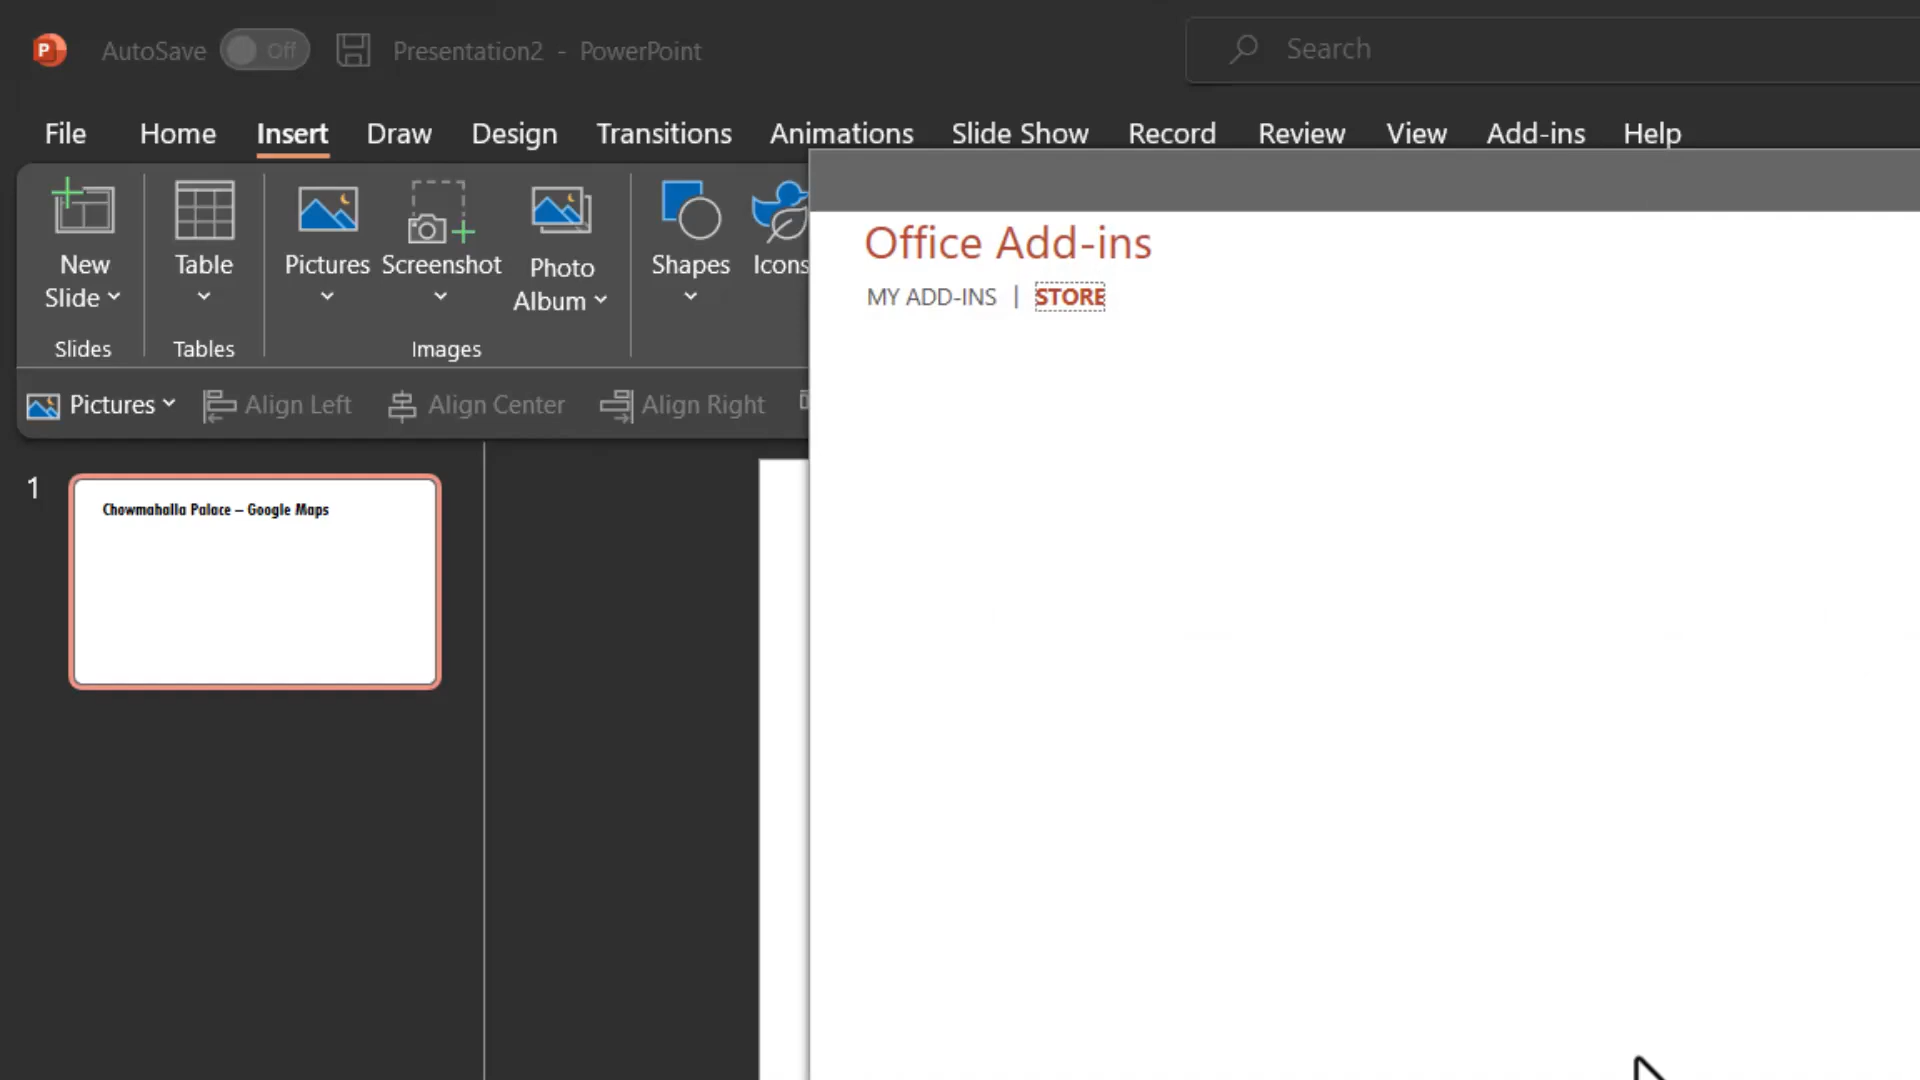 AutoSave Off Presentation2 - PowerPoint Search
File Home Insert Draw Design Transitions Animations Slide Show Record Review View Add-ins Help
New Slide
Table
Pictures
Screenshot
Photo Album
Shapes
Icons
Slides
Tables
Images
Pictures Align Left Align Center Align Right
Office Add-ins
MY ADD-INS | STORE
1
Chowmahalla Palace – Google Maps